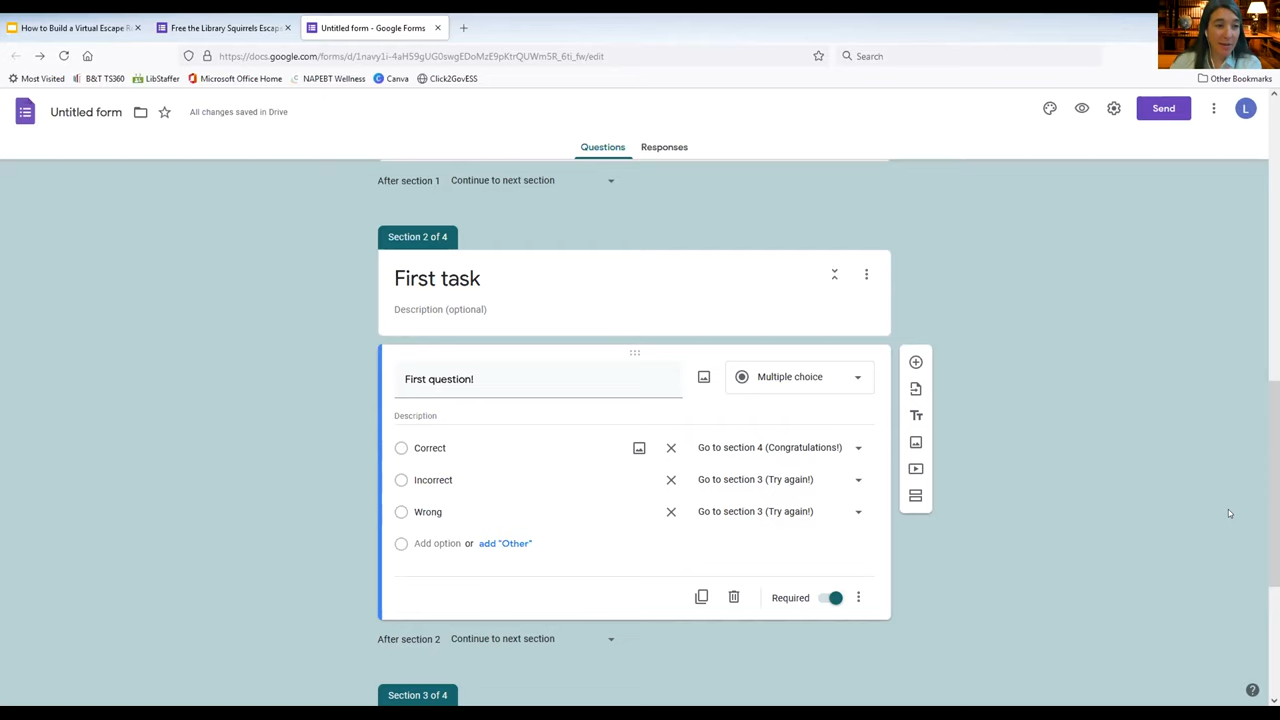 How to Build a Virtual Escape R
Free the Library Squirrels Escap
Untitled form - Google Forms
https://docs.google.com/forms/d/1navy1i-4aH59gUG0swgEDoMzE9pKtrQUWm5R_6ti_fw/edit
Search
Most Visited
B&T TS360
LibStaffer
Microsoft Office Home
NAPEBT Wellness
Canva
Click2GovESS
Other Bookmarks
Untitled form
All changes saved in Drive
Send
L
Questions
Responses
After section 1 Continue to next section
Section 2 of 4
First task
Description (optional)
First question!
Multiple choice
Description
Correct
Go to section 4 (Congratulations!)
Incorrect
Go to section 3 (Try again!)
Wrong
Go to section 3 (Try again!)
Add option or add "Other"
Required
After section 2 Continue to next section
Section 3 of 4